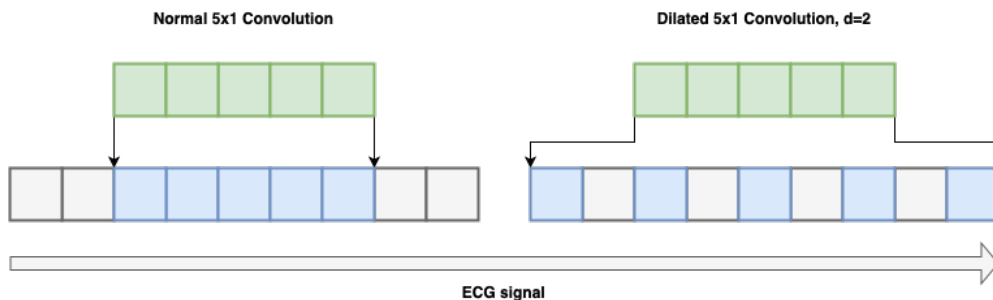 Normal 5x1 Convolution
Dilated 5x1 Convolution, d=2
ECG signal